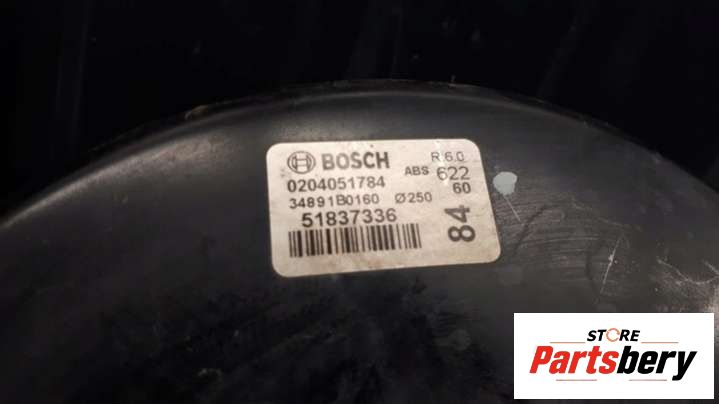 BOSCH R 6.0
0204051784 ABS 622
34891B0160 Ø250 60
51837336
84
STORE
Partsbery